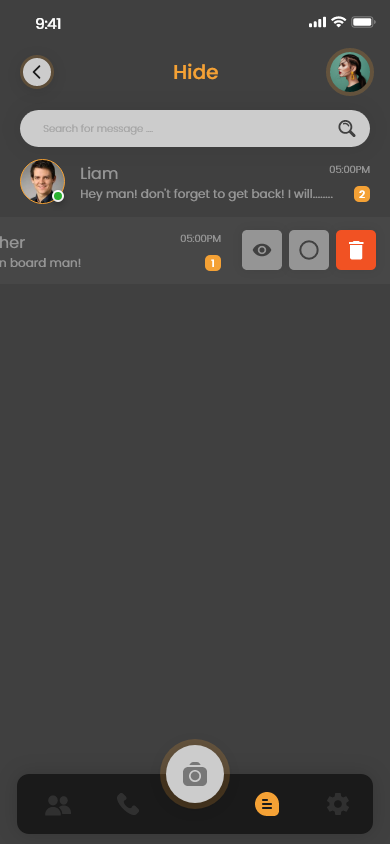 9:41
Hide
Search for message ...
Liam
05:00PM
Hey man! don't forget to get back! I will........
2
her
05:00PM
n board man!
1